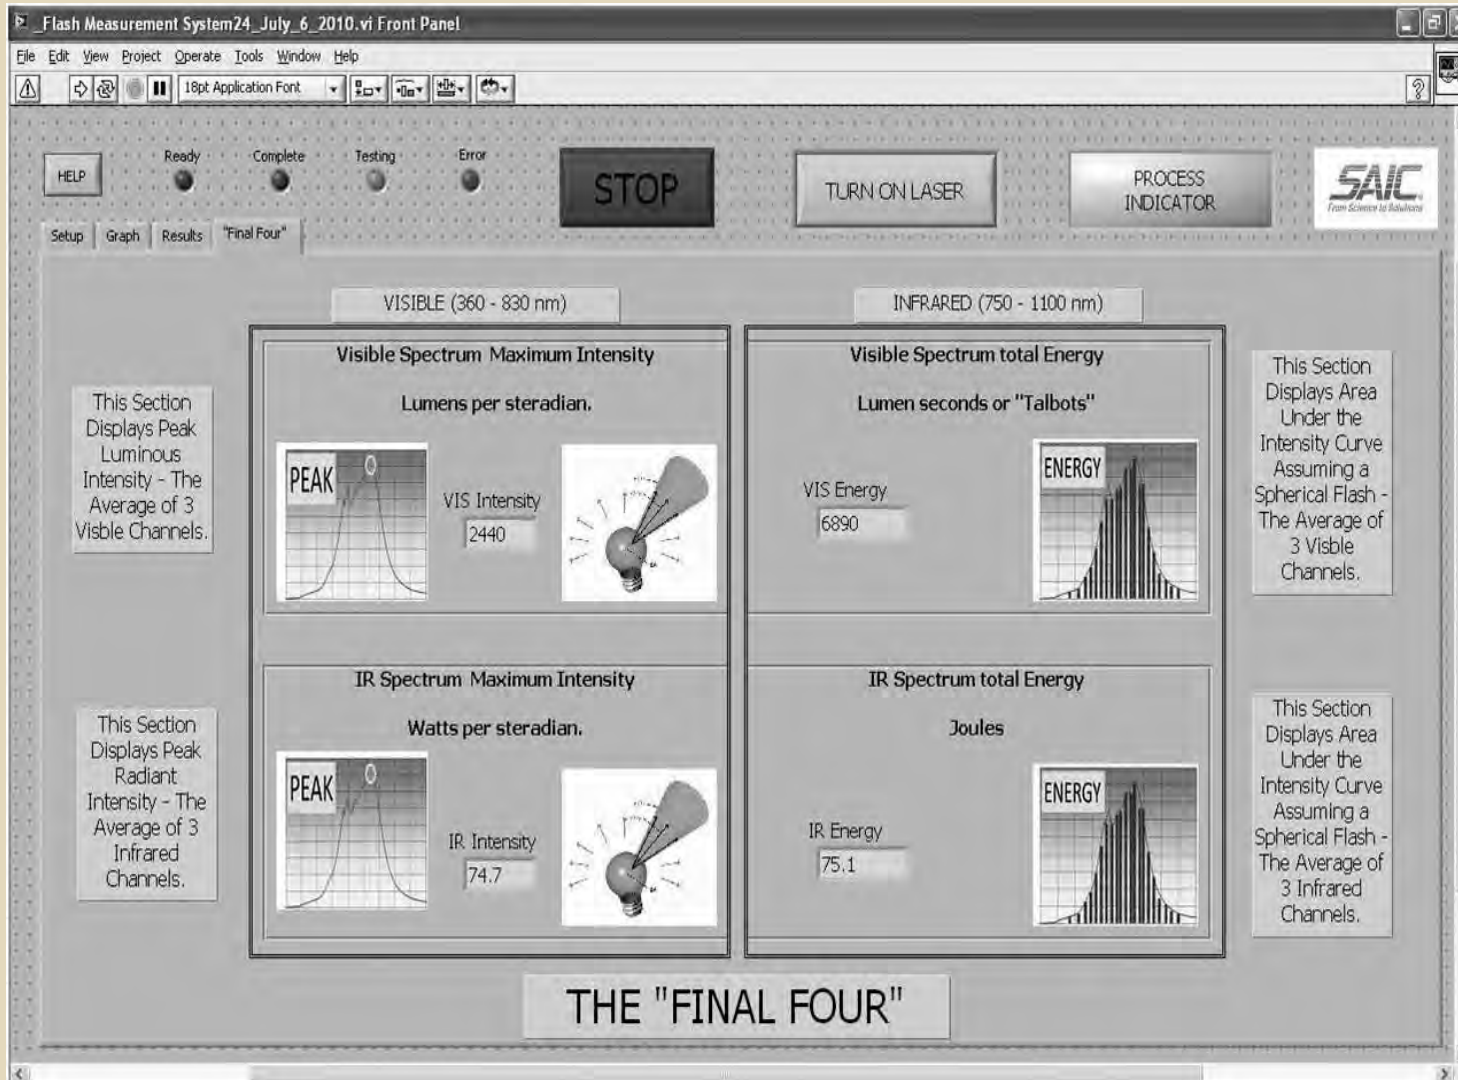 _Flash Measurement System24_July_6_2010.vi Front Panel
File Edit View Project Operate Tools Window Help
18pt Application Font
HELP
Ready
Complete
Testing
Error
STOP
TURN ON LASER
PROCESS
INDICATOR
SAIC
From Science to Solutions
Setup
Graph
Results
"Final Four"
VISIBLE (360 - 830 nm)
INFRARED (750 - 1100 nm)
This Section
Displays Peak
Luminous
Intensity - The
Average of 3
Visble Channels.
Visible Spectrum Maximum Intensity
Lumens per steradian.
PEAK
VIS Intensity
2440
Visible Spectrum total Energy
Lumen seconds or "Talbots"
VIS Energy
6890
ENERGY
This Section
Displays Area
Under the
Intensity Curve
Assuming a
Spherical Flash -
The Average of
3 Visble
Channels.
This Section
Displays Peak
Radiant
Intensity - The
Average of 3
Infrared
Channels.
IR Spectrum Maximum Intensity
Watts per steradian.
PEAK
IR Intensity
74.7
IR Spectrum total Energy
Joules
IR Energy
75.1
ENERGY
This Section
Displays Area
Under the
Intensity Curve
Assuming a
Spherical Flash -
The Average of
3 Infrared
Channels.
THE "FINAL FOUR"